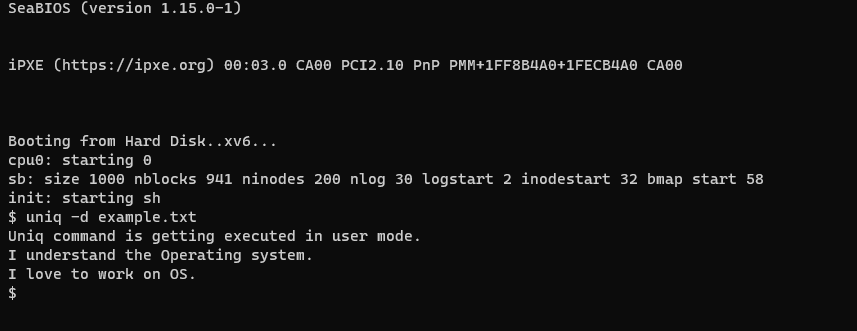 SeaBIOS (version 1.15.0-1)
iPXE (https://ipxe.org) 00:03.0 CA00 PCI2.10 PnP PMM+1FF8B4A0+1FECB4A0 CA00
Booting from Hard Disk..xv6...
cpu0: starting 0
sb: size 1000 nblocks 941 ninodes 200 nlog 30 logstart 2 inodestart 32 bmap start 58
init: starting sh
$ uniq -d example.txt
Uniq command is getting executed in user mode.
I understand the Operating system.
I love to work on OS.
$